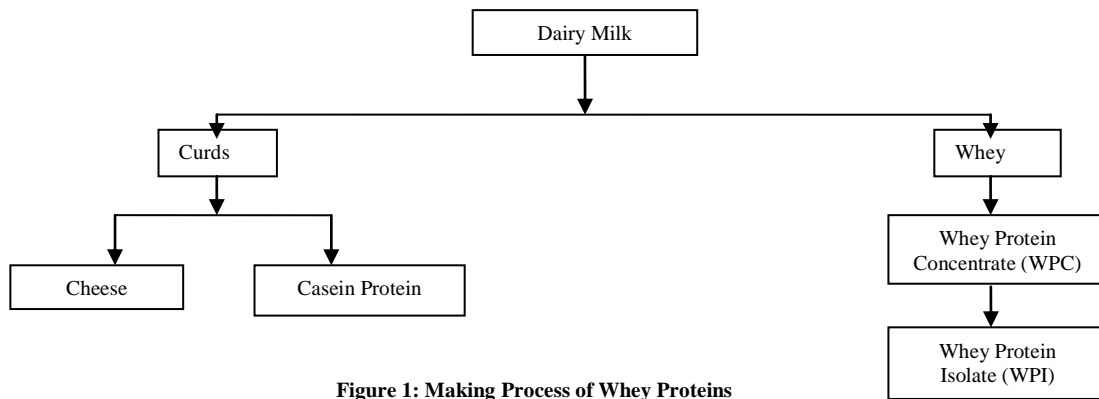 Dairy Milk
Curds
Whey
Cheese
Casein Protein
Whey Protein
Concentrate (WPC)
Whey Protein
Isolate (WPI)
Figure 1: Making Process of Whey Proteins